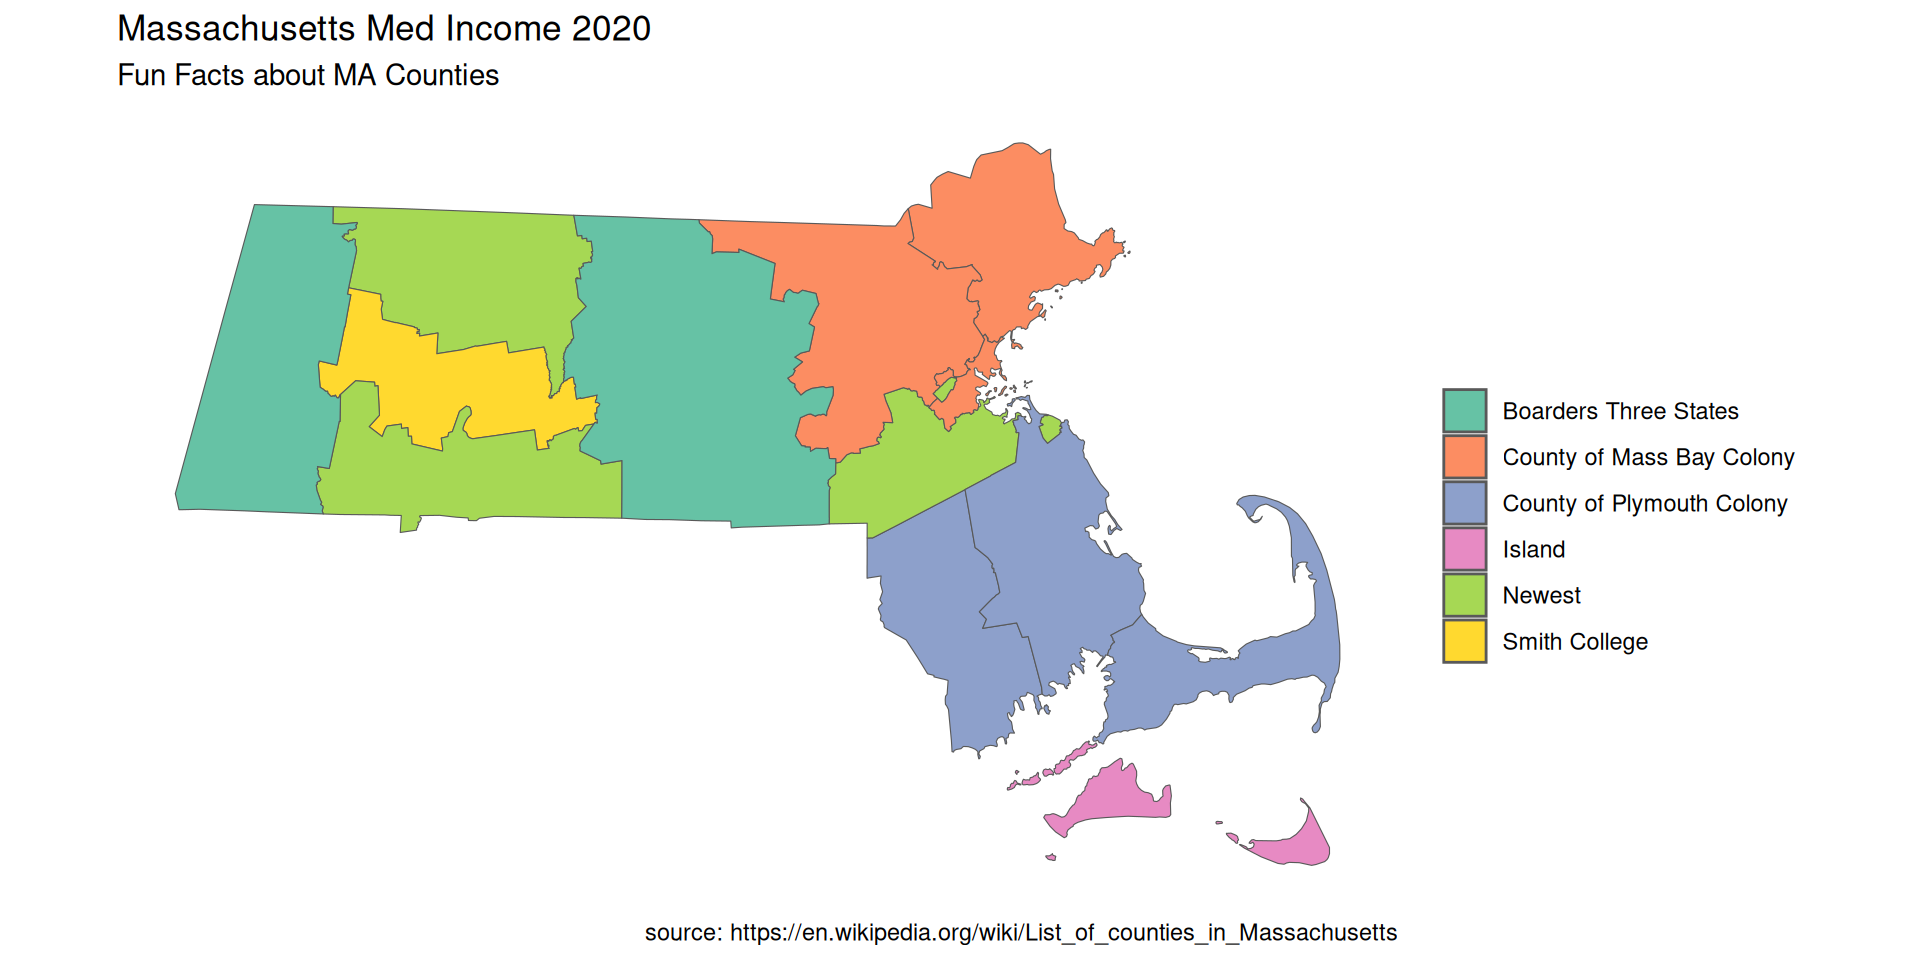 Massachusetts Med Income 2020
Fun Facts about MA Counties
Boarders Three States
County of Mass Bay Colony
County of Plymouth Colony
Island
Newest
Smith College
source: https://en.wikipedia.org/wiki/List_of_counties_in_Massachusetts